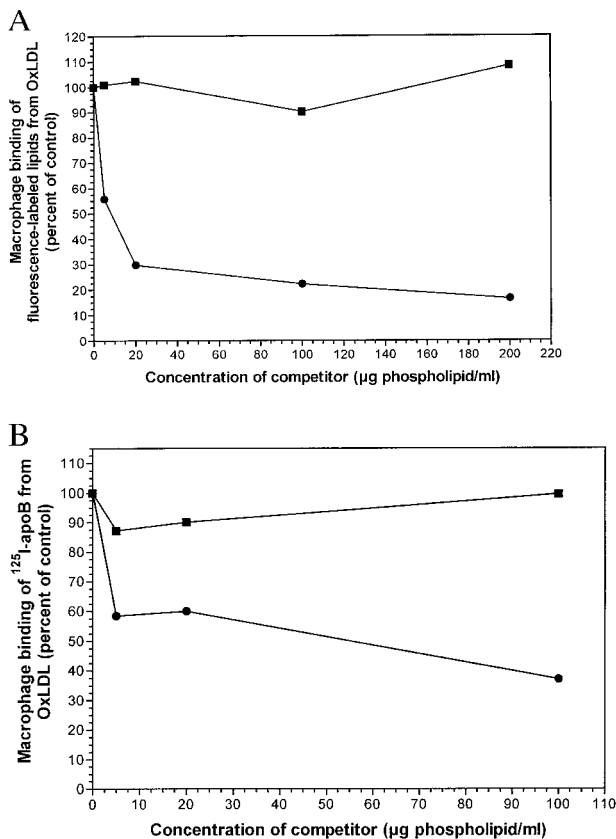 A
Macrophage binding of
fluorescence-labeled lipids from OxLDL
(percent of control)
120
110
100
90
80
70
60
50
40
30
20
10
0
0 20 40 60 80 100 120 140 160 180 200 220
Concentration of competitor (µg phospholipid/ml)
B
Macrophage binding of ¹²⁵I-apoB from
OxLDL (percent of control)
110
100
90
80
70
60
50
40
30
20
10
0
0 10 20 30 40 50 60 70 80 90 100 110
Concentration of competitor (µg phospholipid/ml)